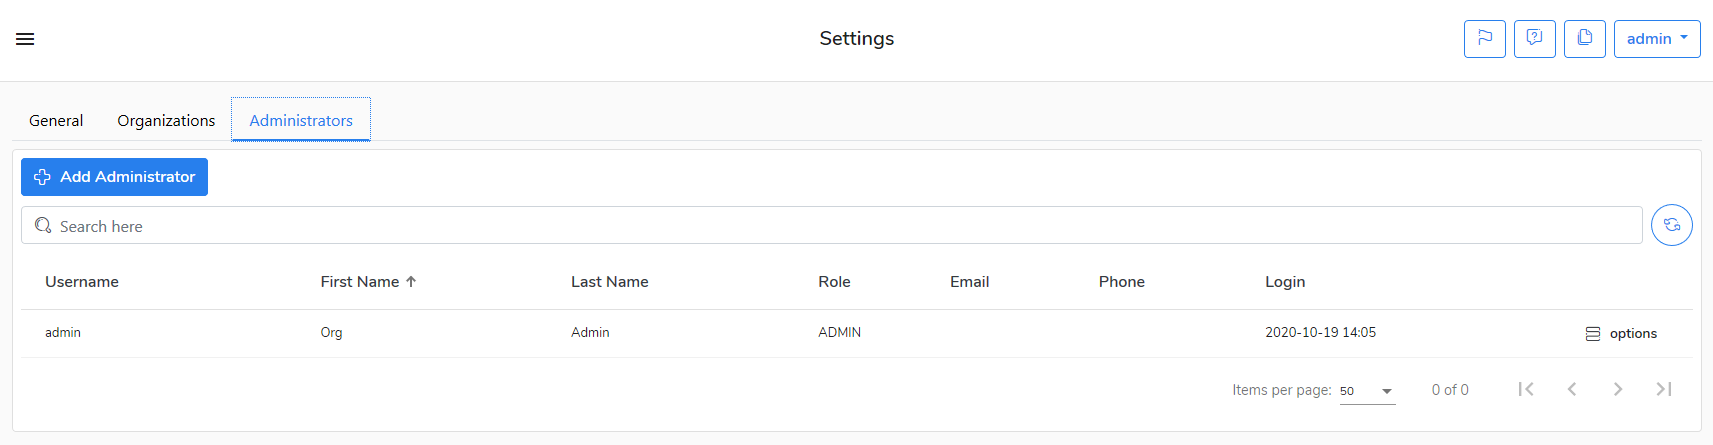 Settings
admin
General Organizations Administrators
Add Administrator
Search here
Username First Name Last Name Role Email Phone Login
admin Org Admin ADMIN 2020-10-19 14:05 options
Items per page: 50 0 of 0